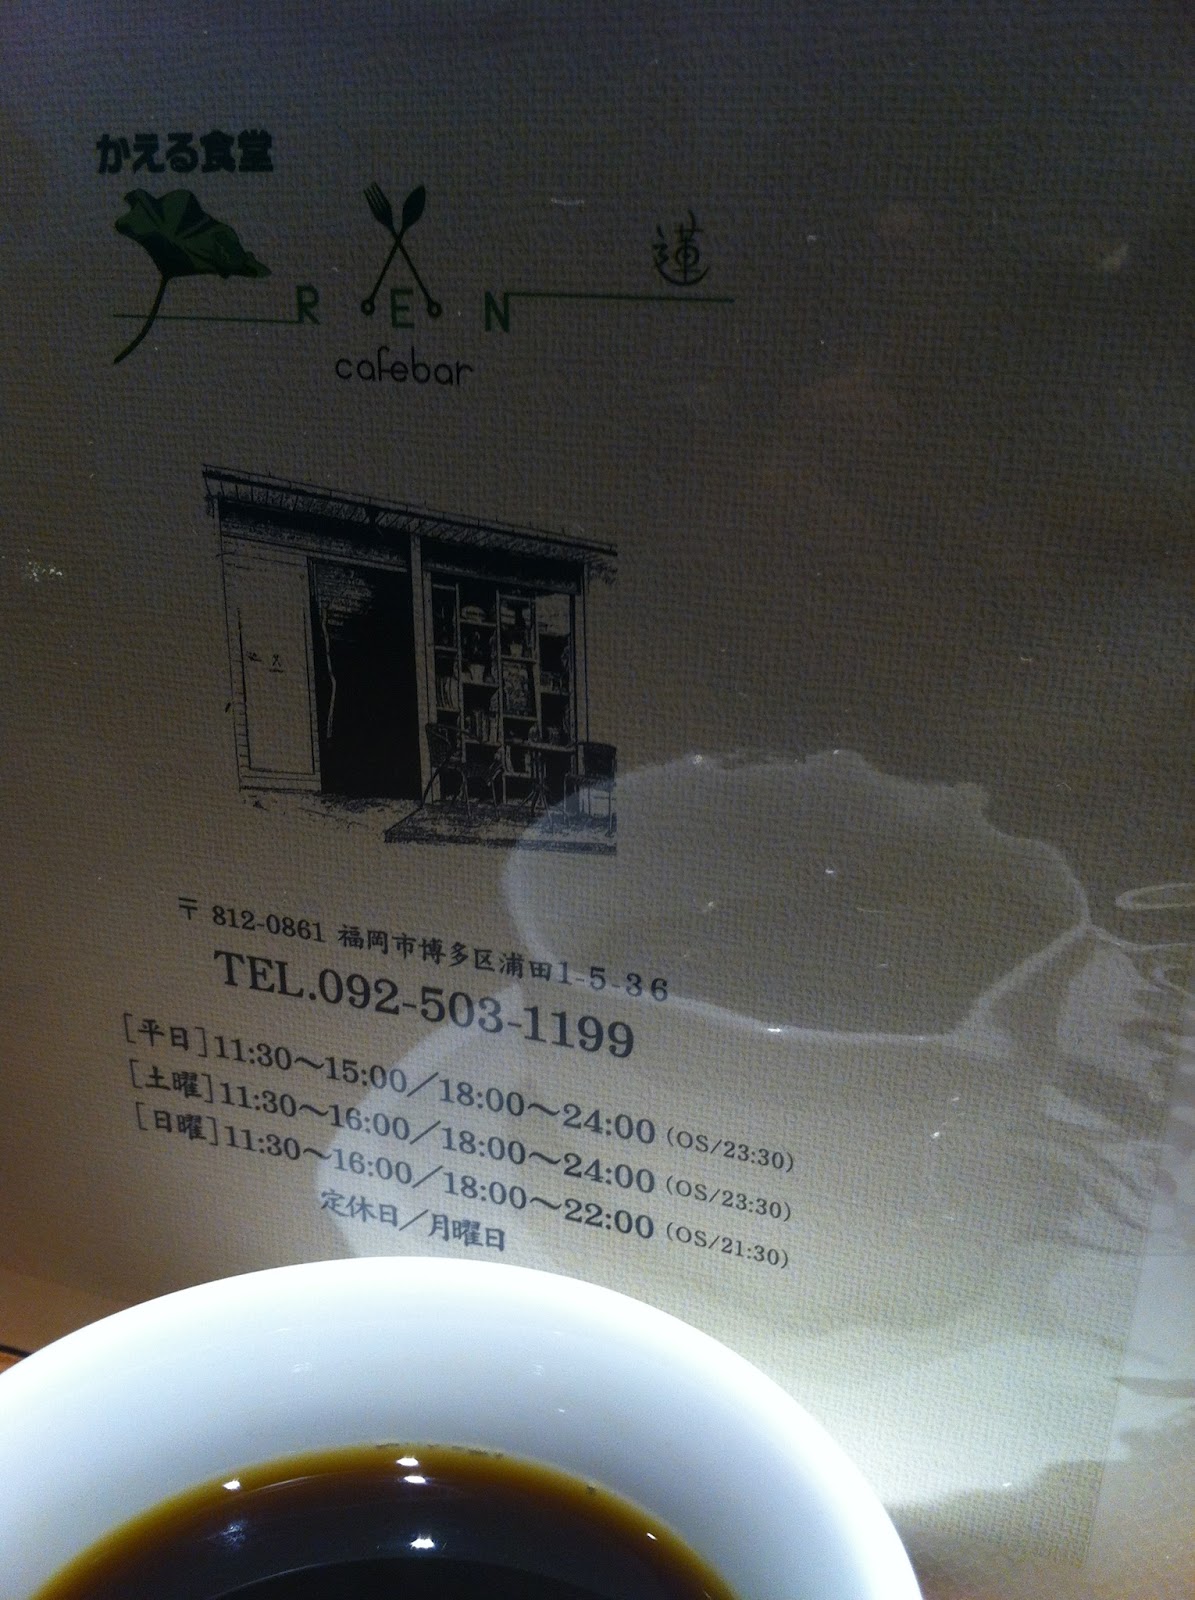 かえる食堂
REN
蓮
cafebar
〒812-0861 福岡市博多区浦田1-5-36
TEL.092-503-1199
[平日]11:30〜15:00／18:00〜24:00（OS/23:30）
[土曜]11:30〜16:00／18:00〜24:00（OS/23:30）
[日曜]11:30〜16:00／18:00〜22:00（OS/21:30）
定休日／月曜日